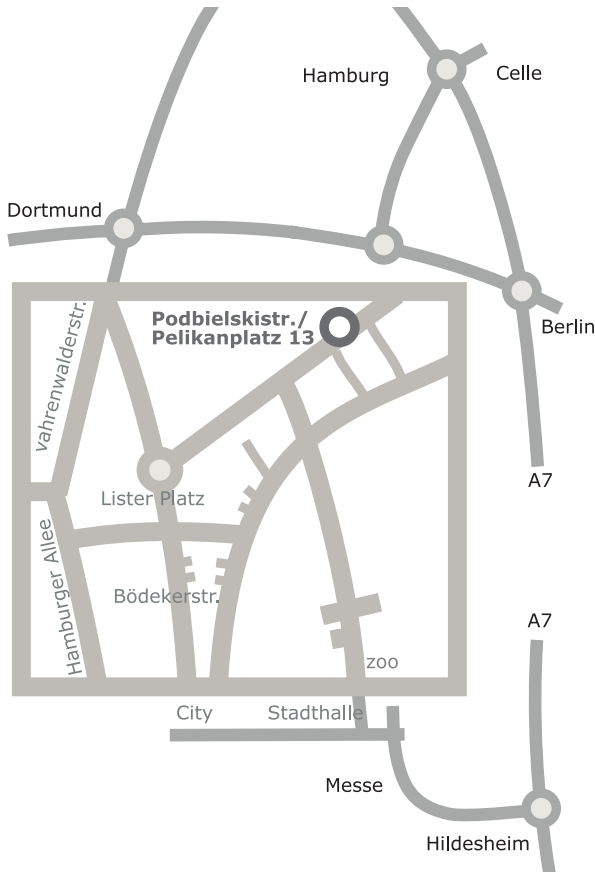 Hamburg
Celle
Dortmund
Podbielskistr./
Pelikanplatz 13
Berlin
vahrenwalderstr.
A7
Lister Platz
Hamburger Allee
Bödekerstr.
A7
zoo
City
Stadthalle
Messe
Hildesheim